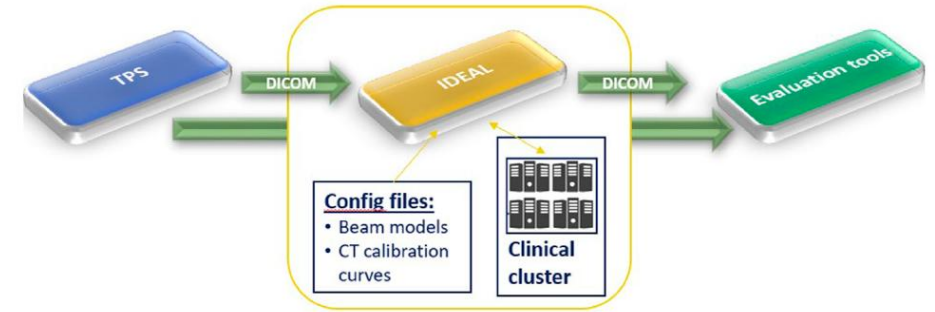 TPS
DICOM
IDEAL
DICOM
Evaluation tools
Config files:
• Beam models
• CT calibration
curves
Clinical
cluster